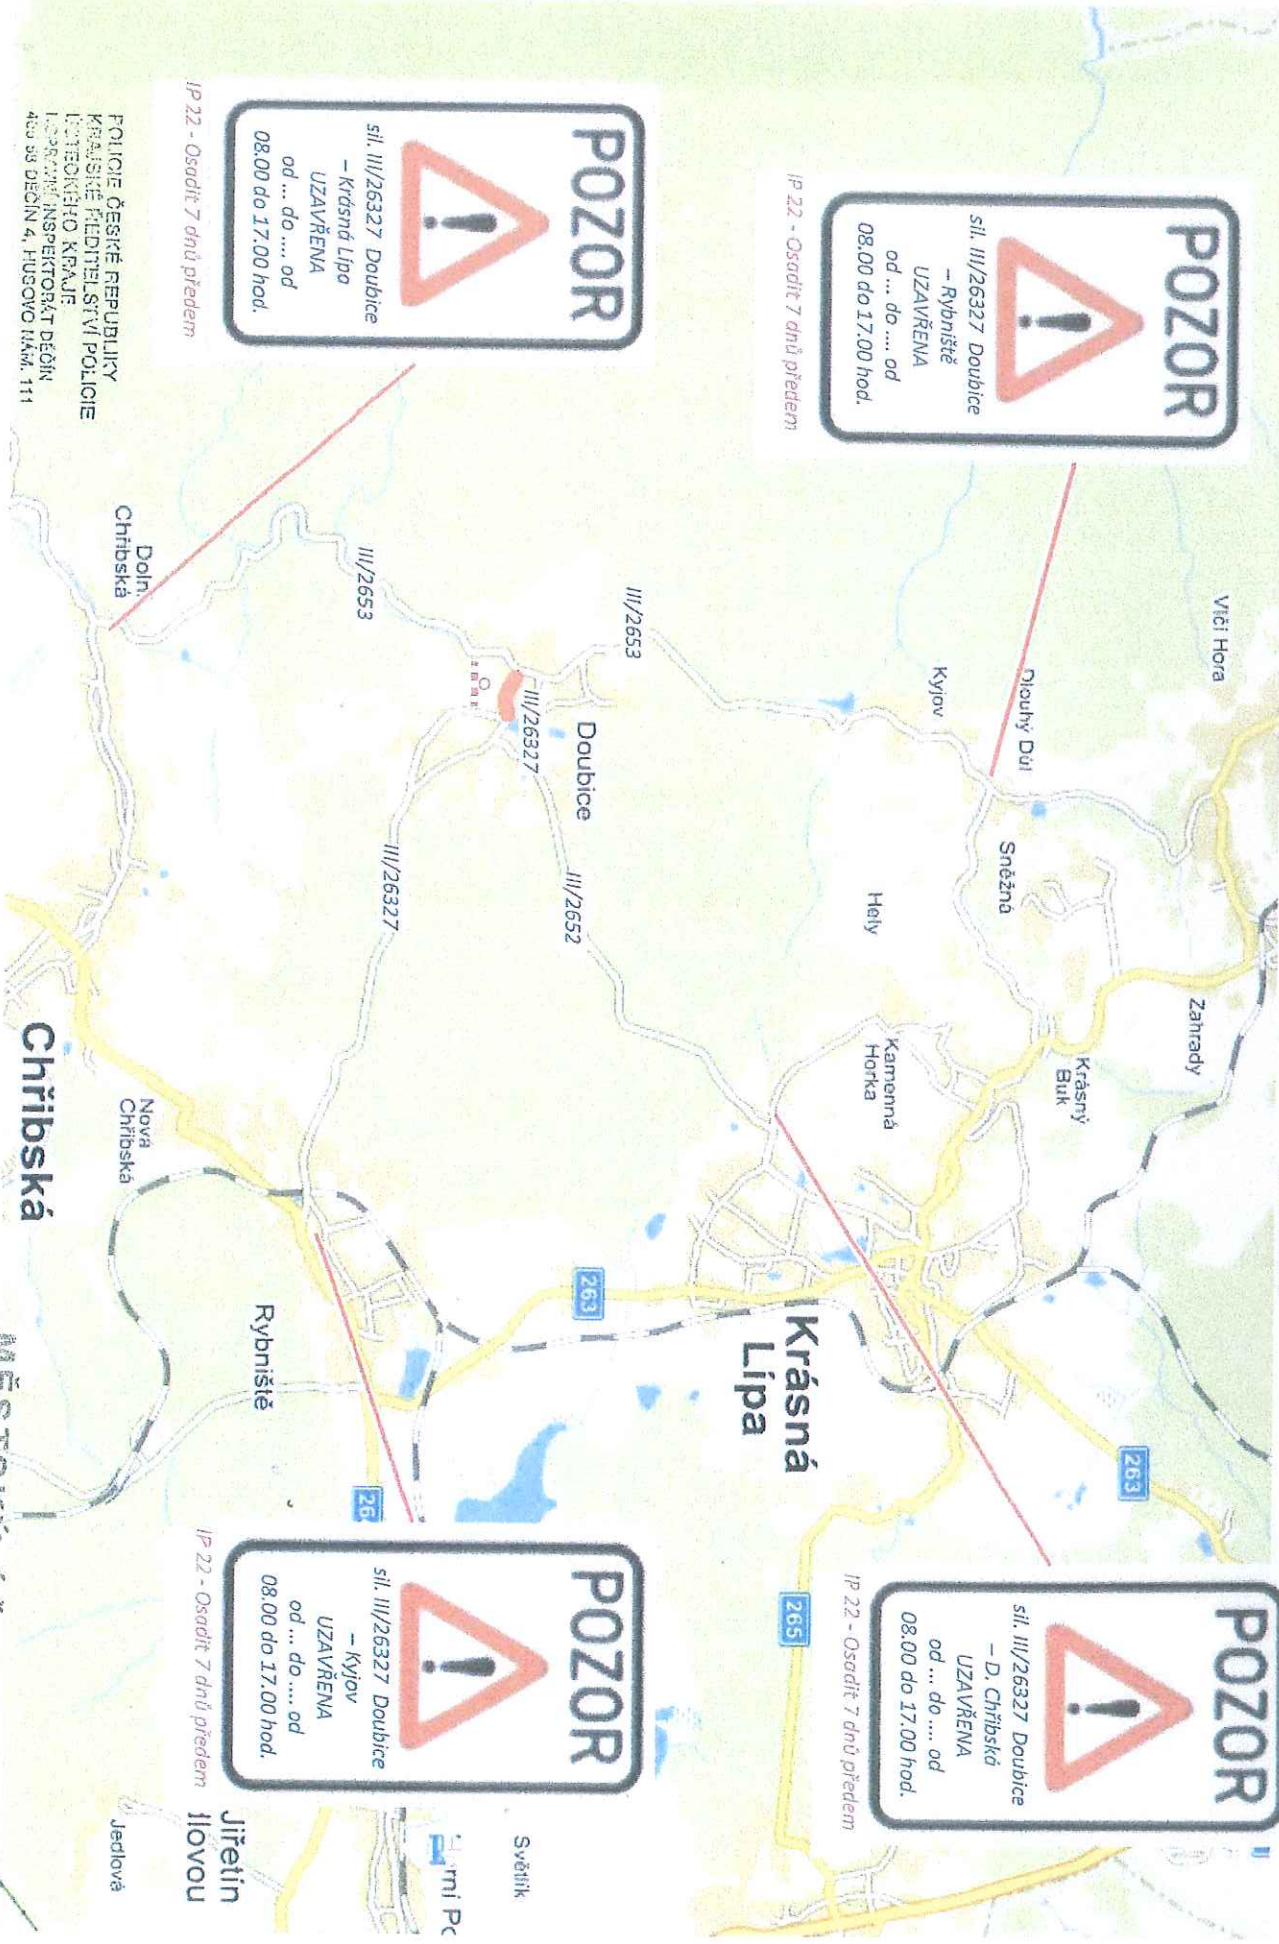 POZOR
sil. III/26327 Doubice
– Rybniště
UZAVŘENA
od ... do .... od
08.00 do 17.00 hod.
IP 22 - Osadit 7 dnů předem
POZOR
sil. III/26327 Doubice
– D. Chřibská
UZAVŘENA
od ... do .... od
08.00 do 17.00 hod.
IP 22 - Osadit 7 dnů předem
POZOR
sil. III/26327 Doubice
– Krásná Lípa
UZAVŘENA
od ... do .... od
08.00 do 17.00 hod.
IP 22 - Osadit 7 dnů předem
POZOR
sil. III/26327 Doubice
– Kyjov
UZAVŘENA
od ... do .... od
08.00 do 17.00 hod.
IP 22 - Osadit 7 dnů předem
Vlčí Hora
Zahrady
Dlouhý Důl
Krásný
Buk
Sněžná
Kyjov
Hely
Kamenná
Horka
263
Krásná
Lípa
265
III/2653
Doubice
III/2652
263
III/26327
Světlík
III/2653
III/26327
26
Rybniště
Jiřetín
Doln.
Chřibská
Nová
Chřibská
Jedlová
Chřibská
POLICIE ČESKÉ REPUBLIKY
KRAJSKÉ ŘEDITELSTVÍ POLICIE
ÚSTECKÉHO KRAJE
INSPEKTORÁT DĚČÍN
DĚČÍN 4, HUSOVO NÁM. 111